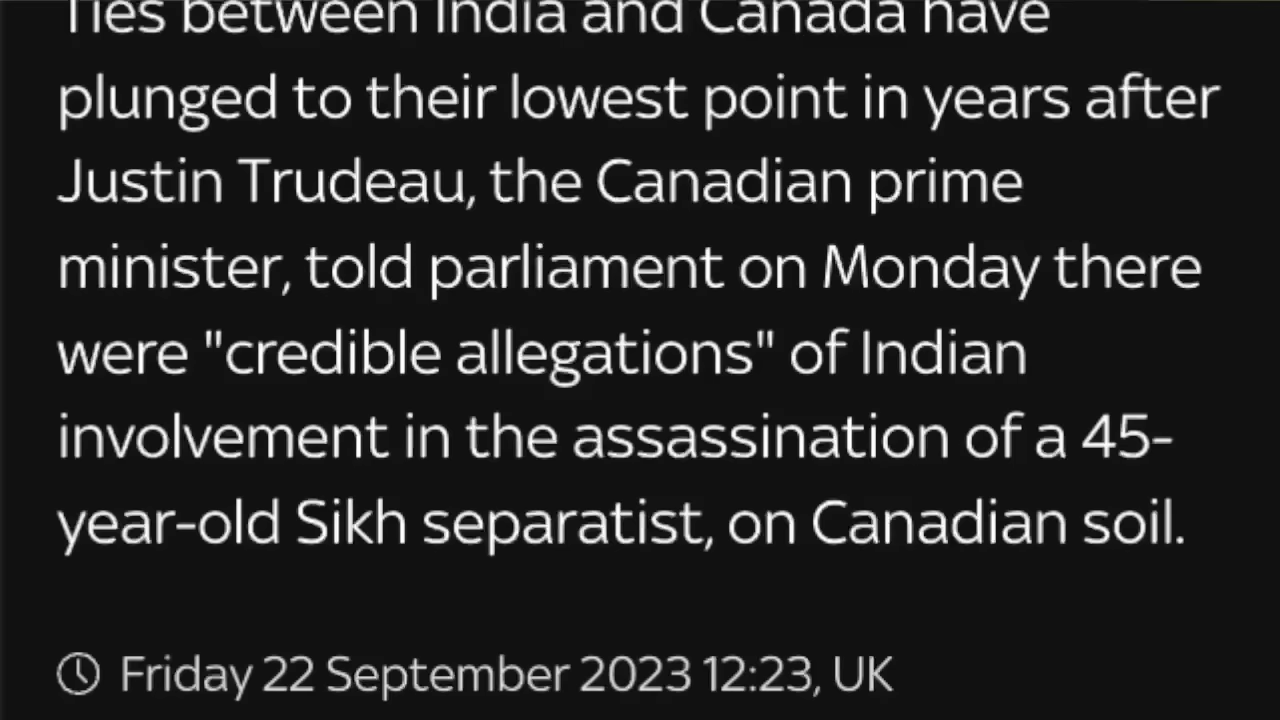 Ties between India and Canada have
plunged to their lowest point in years after
Justin Trudeau, the Canadian prime
minister, told parliament on Monday there
were "credible allegations" of Indian
involvement in the assassination of a 45-
year-old Sikh separatist, on Canadian soil.
Friday 22 September 2023 12:23, UK